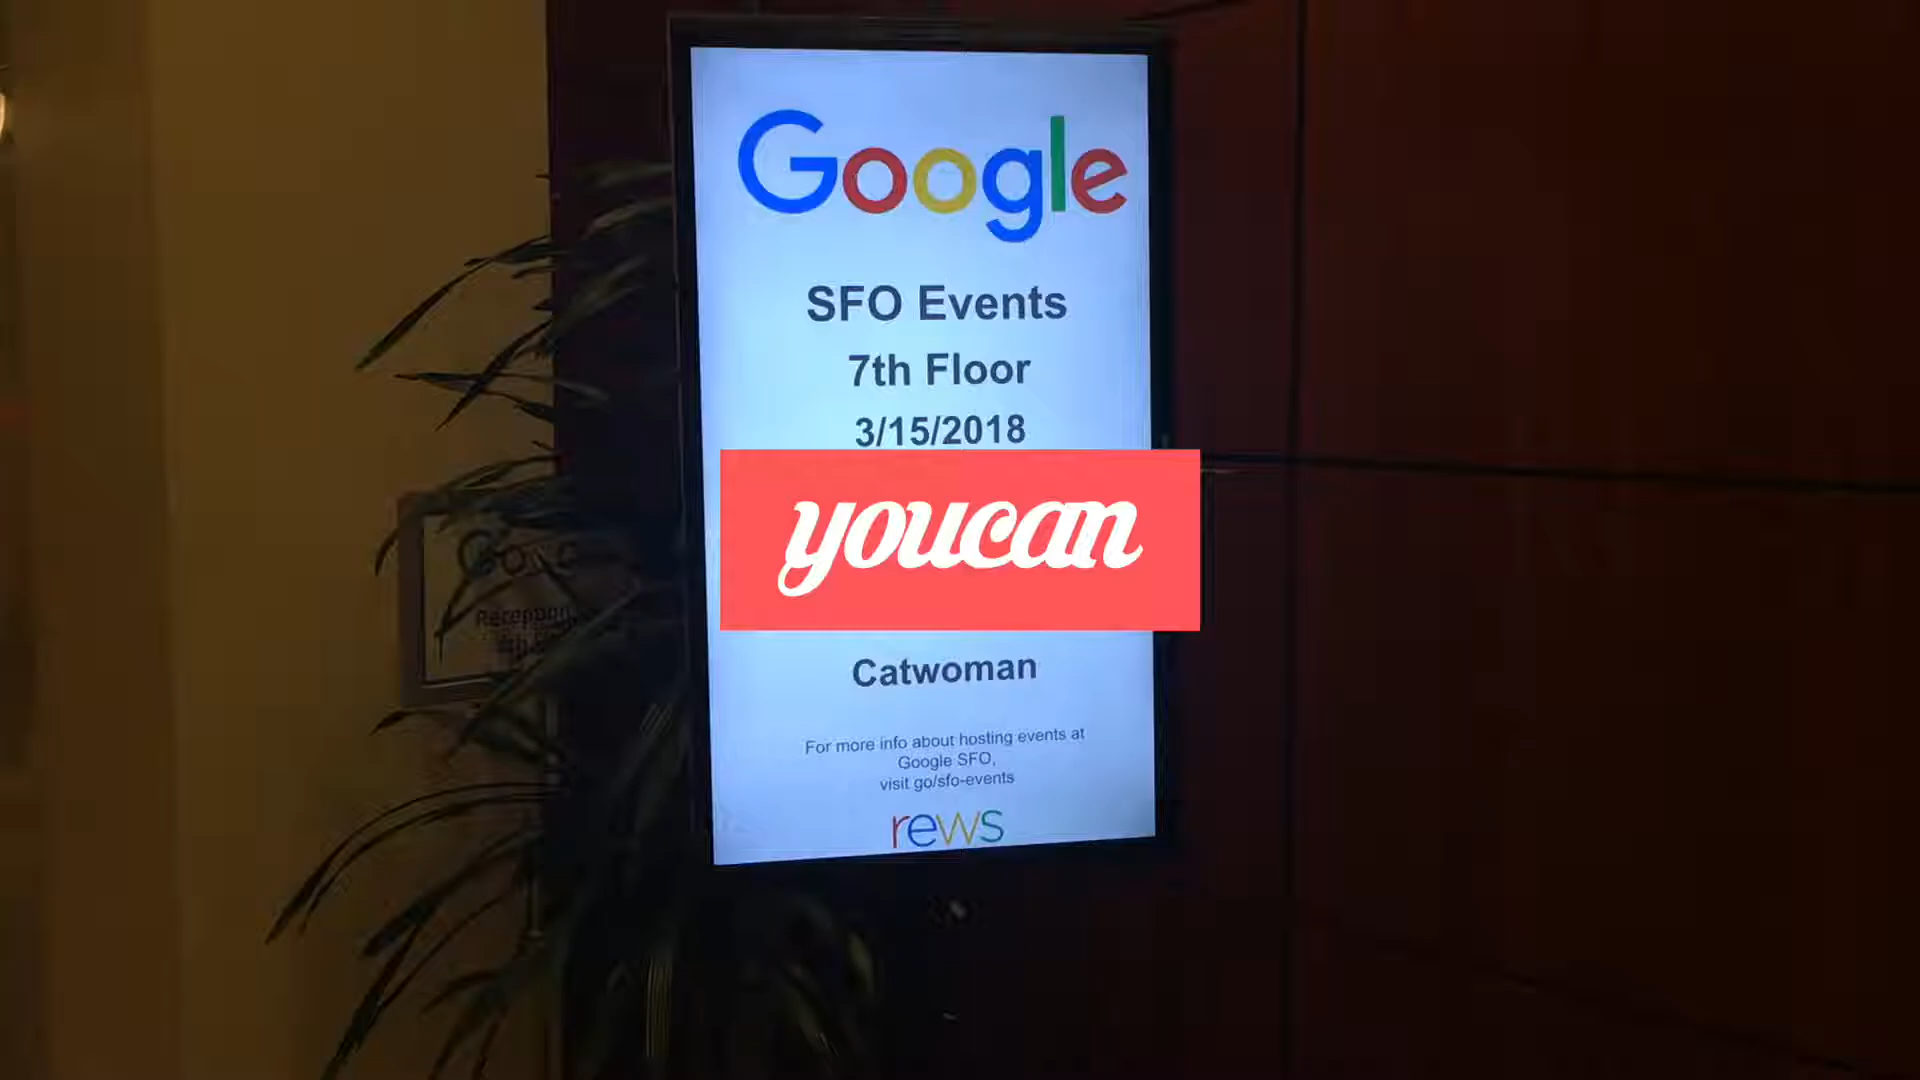 Google
SFO Events
7th Floor
3/15/2018
youcan
Catwoman
For more info about hosting events at
Google SFO,
visit go/sfo-events
rews
Reception